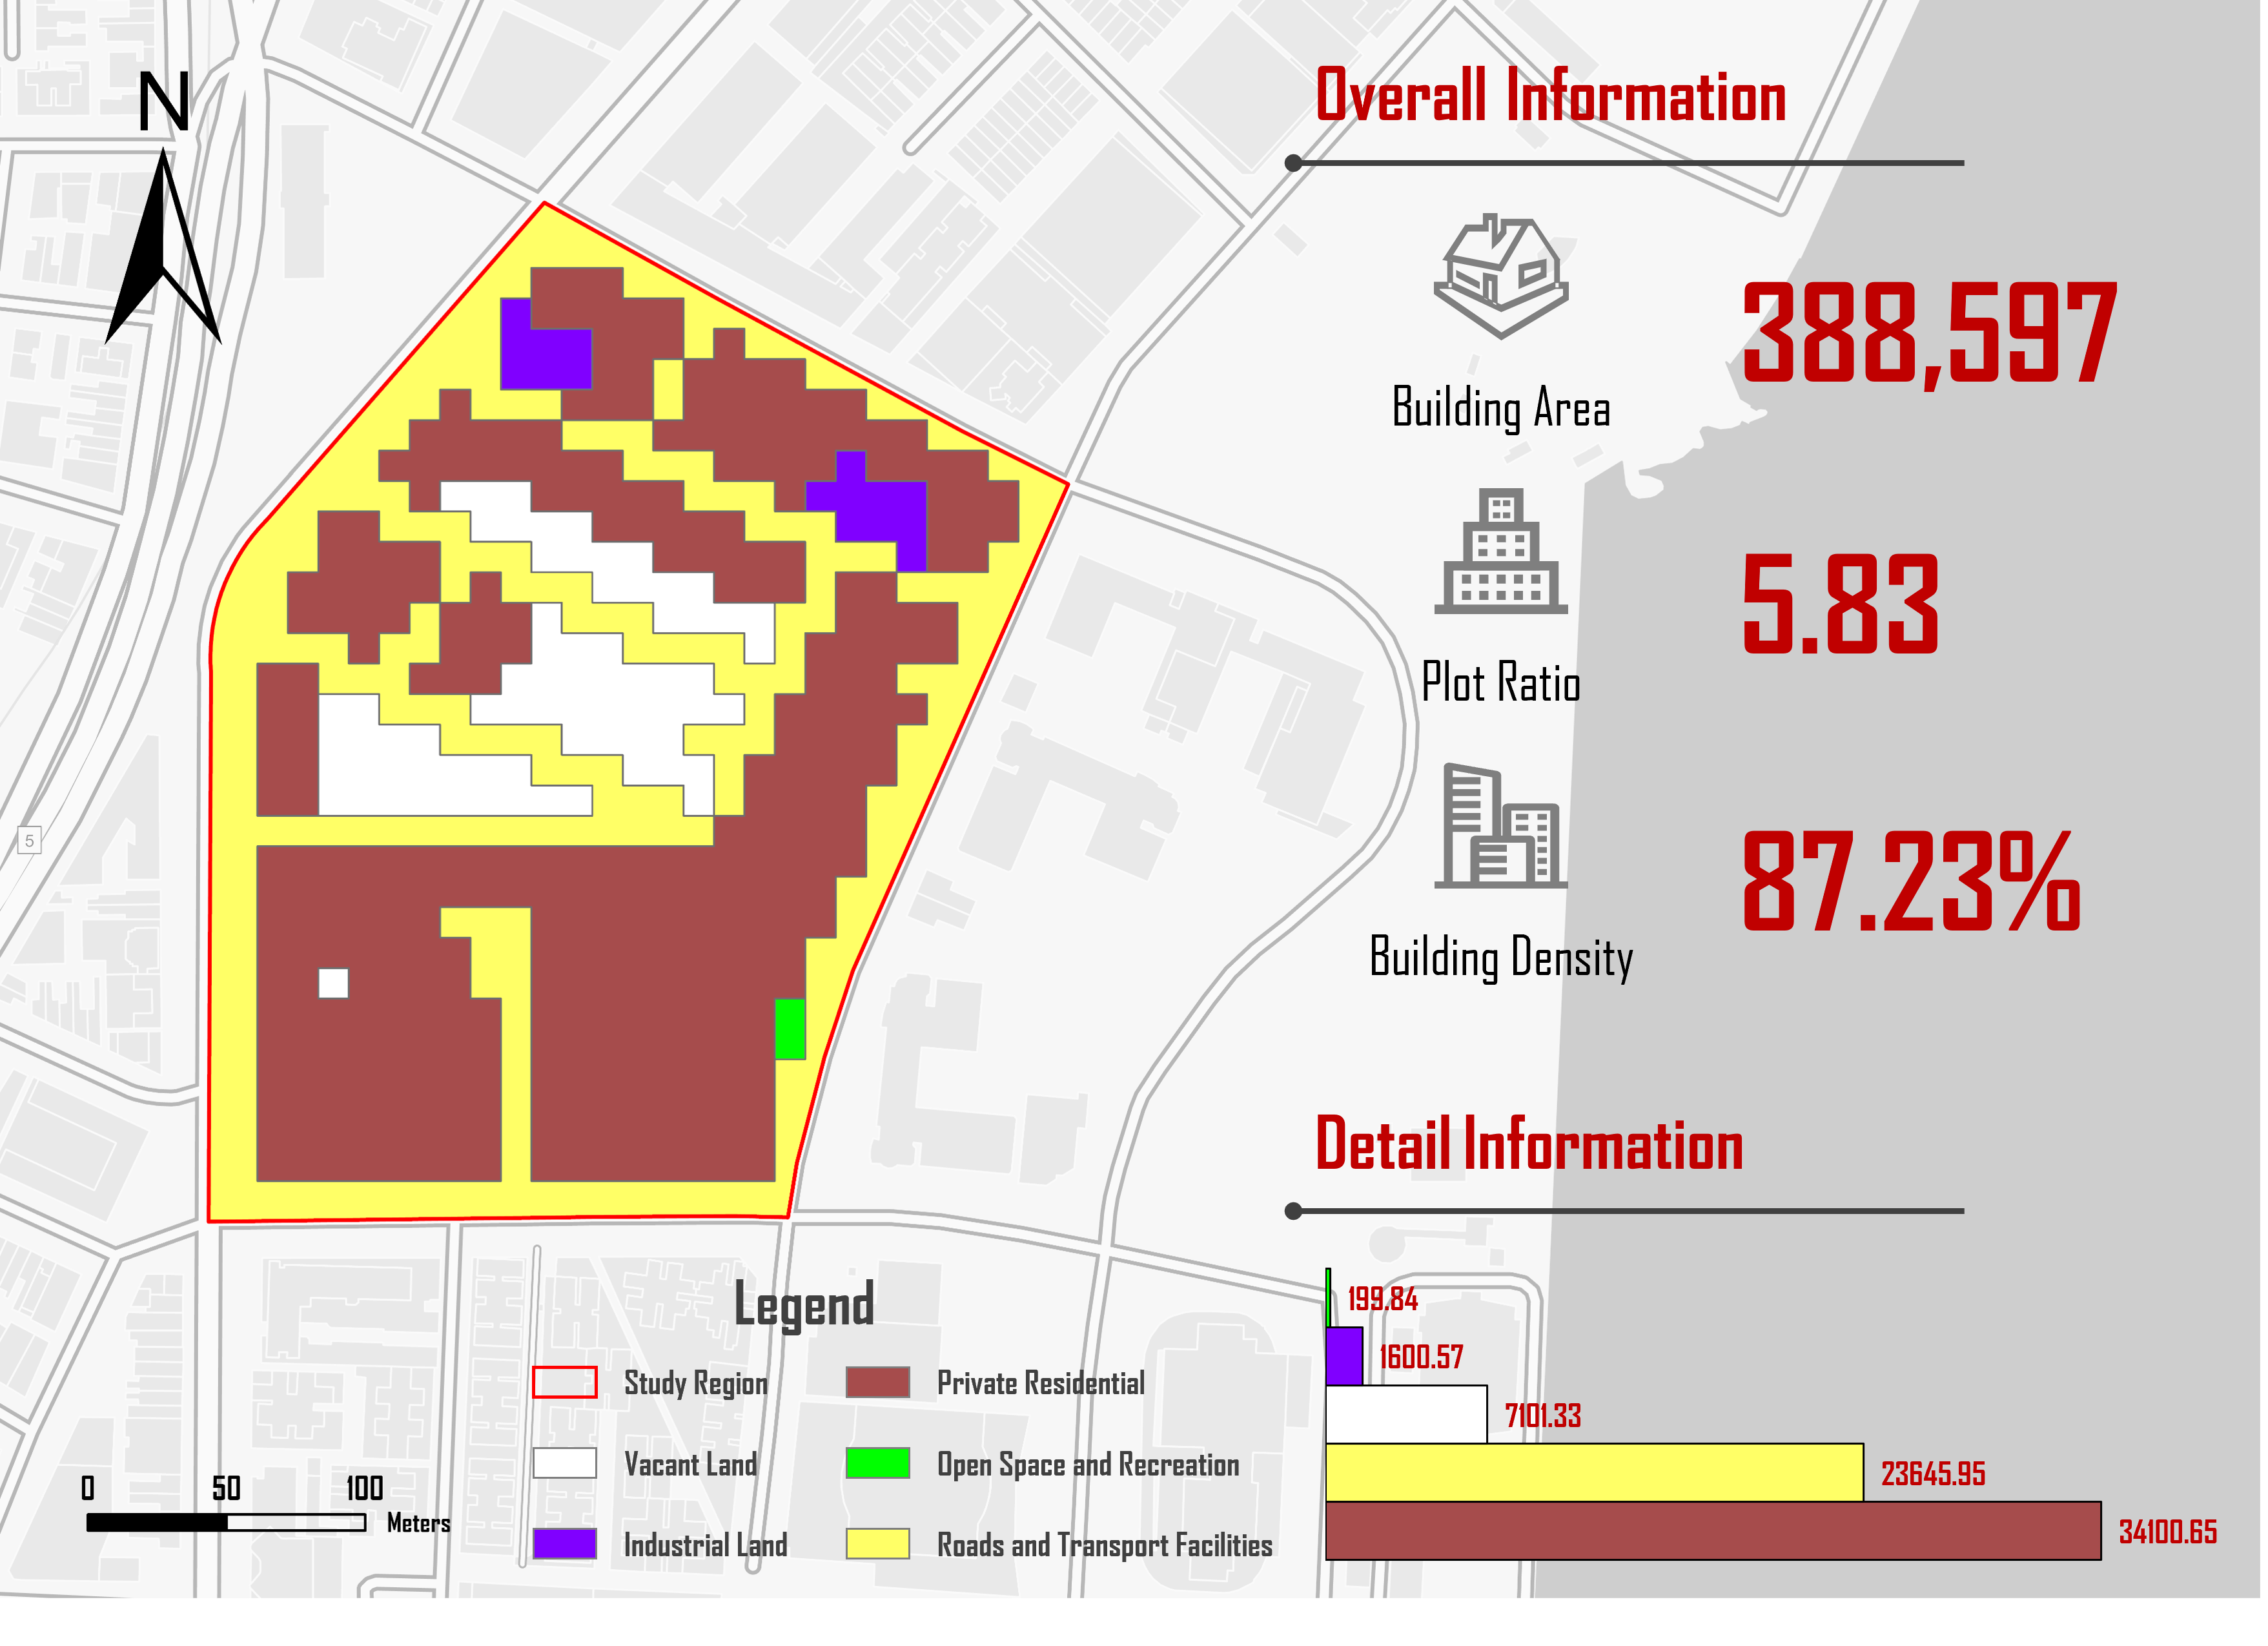 N
Overall Information
Building Area
388,597
Plot Ratio
5.83
Building Density
87.23%
5
Detail Information
199.84
1600.57
7101.33
23645.95
34100.65
Legend
Study Region
Private Residential
Vacant Land
Open Space and Recreation
Industrial Land
Roads and Transport Facilities
0 50 100
Meters